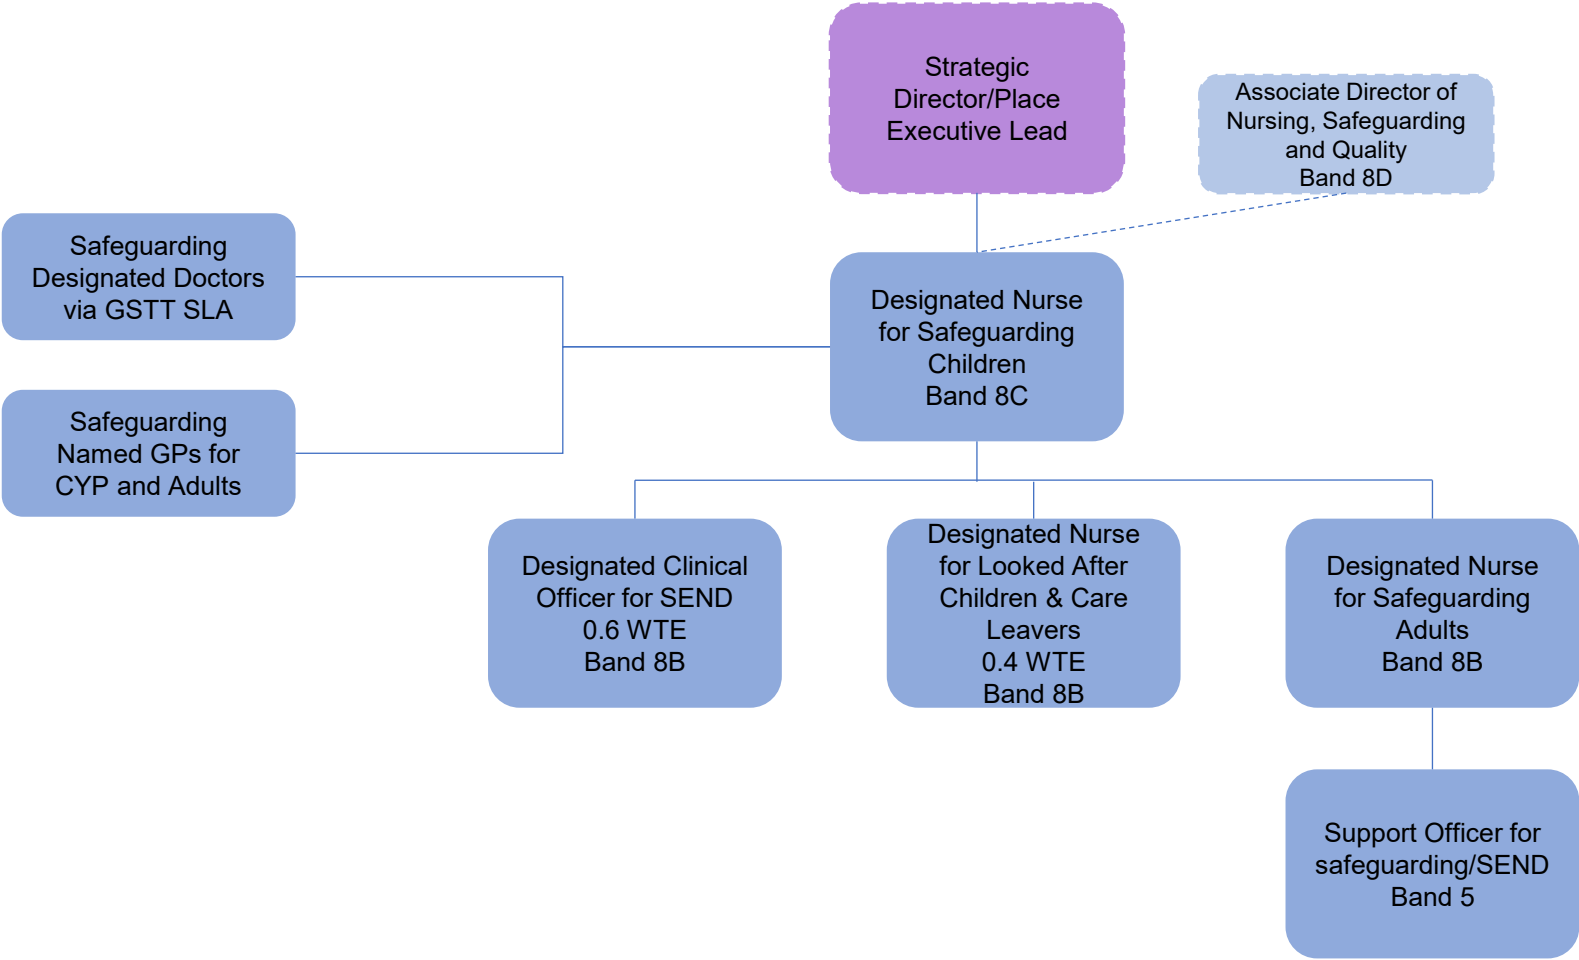 Strategic
Director/Place
Executive Lead
Associate Director of
Nursing, Safeguarding
and Quality
Band 8D
Safeguarding
Designated Doctors
via GSTT SLA
Designated Nurse
for Safeguarding
Children
Band 8C
Safeguarding
Named GPs for
CYP and Adults
Designated Clinical
Officer for SEND
0.6 WTE
Band 8B
Designated Nurse
for Looked After
Children & Care
Leavers
0.4 WTE
Band 8B
Designated Nurse
for Safeguarding
Adults
Band 8B
Support Officer for
safeguarding/SEND
Band 5